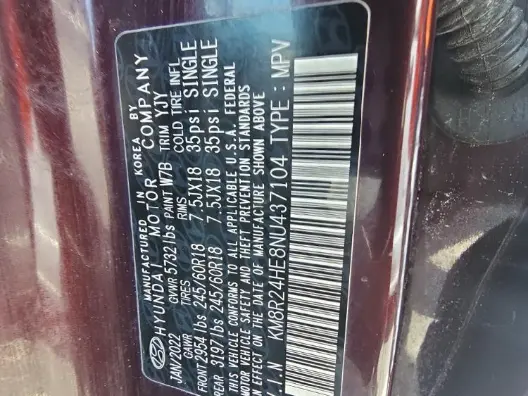 MANUFACTURED IN KOREA BY
HYUNDAI MOTOR COMPANY
JAN/2022 GVWR 5732 lbs PAINT W7B TRIM YJY
GAWR TIRES RIMS COLD TIRE INFL.
FRONT 2954 lbs 245/60R18 7.5JX18 35psi SINGLE
REAR 3197 lbs 245/60R18 7.5JX18 35psi SINGLE
THIS VEHICLE CONFORMS TO ALL APPLICABLE U.S.A. FEDERAL
MOTOR VEHICLE SAFETY AND THEFT PREVENTION STANDARDS IN
EFFECT ON THE DATE OF MANUFACTURE SHOWN ABOVE
V.I.N KM8R24HE8NU437104 TYPE : MPV